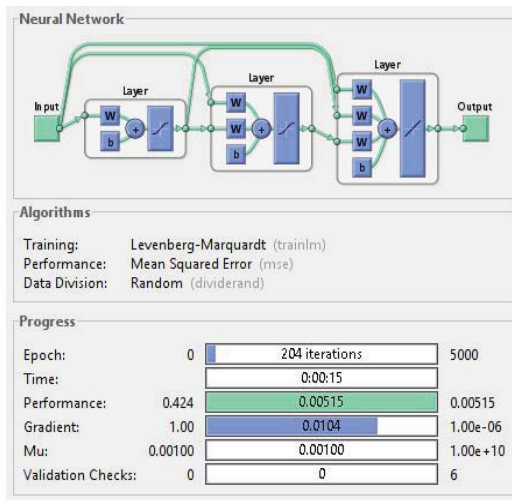 Neural Network
Layer
Layer
Layer
Input
Output
W
b
+
W
W
b
+
W
W
W
b
+
Algorithms
Training: Levenberg-Marquardt (trainlm)
Performance: Mean Squared Error (mse)
Data Division: Random (dividerand)
Progress
Epoch: 0 204 iterations 5000
Time: 0:00:15
Performance: 0.424 0.00515 0.00515
Gradient: 1.00 0.0104 1.00e-06
Mu: 0.00100 0.00100 1.00e+10
Validation Checks: 0 0 6